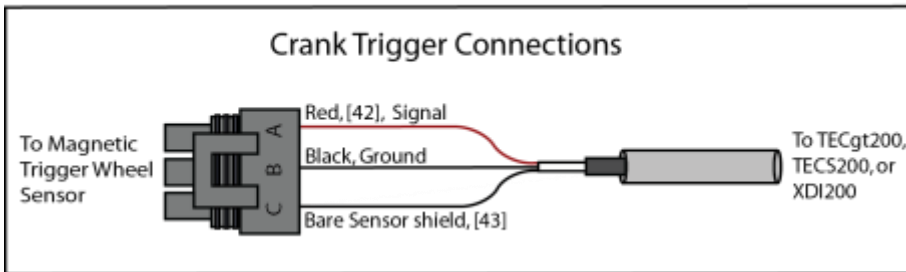 Crank Trigger Connections
To Magnetic
Trigger Wheel
Sensor
A
B
C
Red, [42], Signal
Black, Ground
Bare Sensor shield, [43]
To TECgt200,
TECS200, or
XDI200